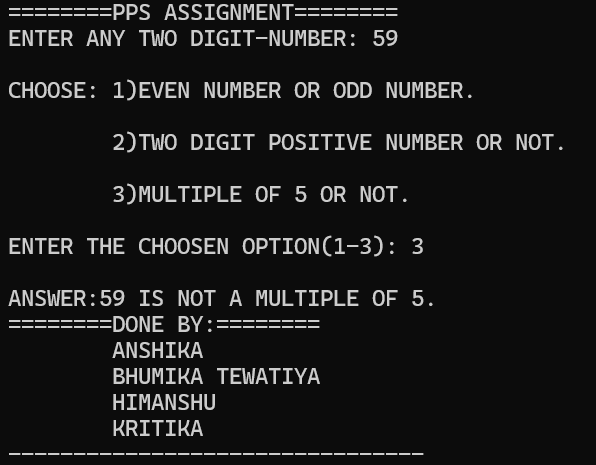 ========PPS ASSIGNMENT========
ENTER ANY TWO DIGIT-NUMBER: 59
CHOOSE: 1)EVEN NUMBER OR ODD NUMBER.
2)TWO DIGIT POSITIVE NUMBER OR NOT.
3)MULTIPLE OF 5 OR NOT.
ENTER THE CHOOSEN OPTION(1-3): 3
ANSWER:59 IS NOT A MULTIPLE OF 5.
========DONE BY:========
ANSHIKA
BHUMIKA TEWATIYA
HIMANSHU
KRITIKA
--------------------------------